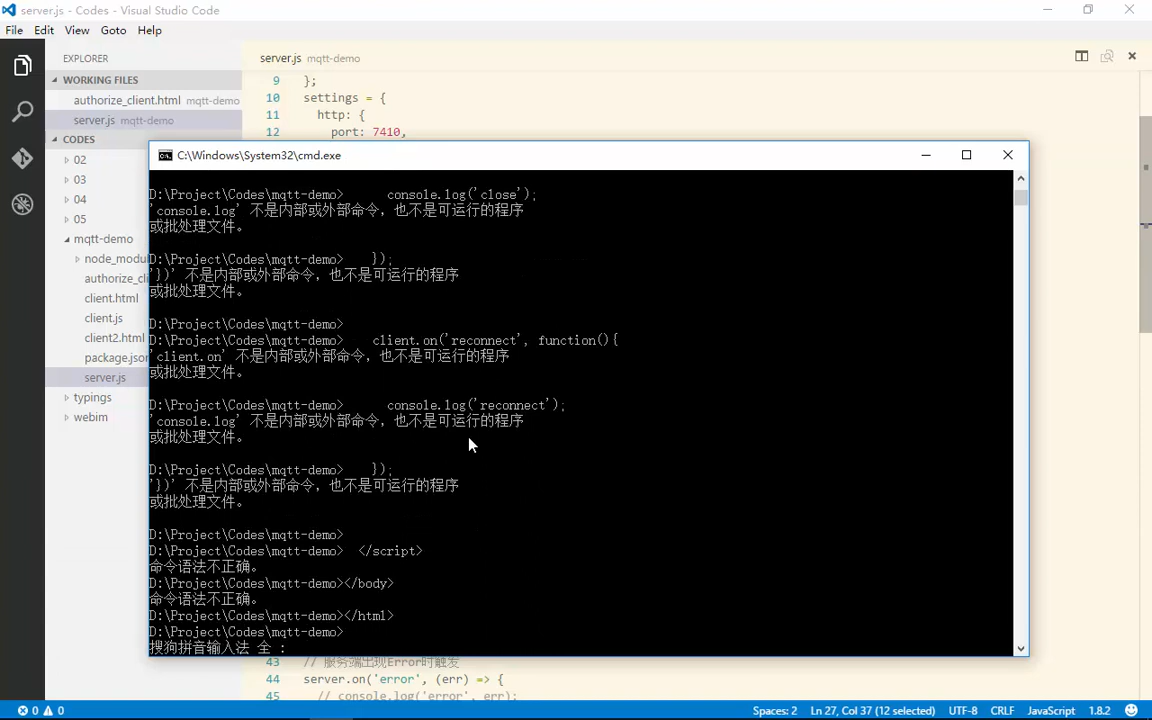 server.js - Codes - Visual Studio Code
File Edit View Goto Help
EXPLORER
WORKING FILES
authorize_client.html mqtt-demo
server.js mqtt-demo
CODES
02
03
04
05
mqtt-demo
node_modu
authorize_cli
client.html
client.js
client2.html
package.json
server.js
typings
webim
server.js mqtt-demo
9 };
10 settings = {
11 http: {
12 port: 7410,
C:\Windows\System32\cmd.exe
D:\Project\Codes\mqtt-demo>      console.log('close');
'console.log' 不是内部或外部命令，也不是可运行的程序
或批处理文件。
D:\Project\Codes\mqtt-demo>    });
'})' 不是内部或外部命令，也不是可运行的程序
或批处理文件。
D:\Project\Codes\mqtt-demo>
D:\Project\Codes\mqtt-demo>    client.on('reconnect', function(){
'client.on' 不是内部或外部命令，也不是可运行的程序
或批处理文件。
D:\Project\Codes\mqtt-demo>      console.log('reconnect');
'console.log' 不是内部或外部命令，也不是可运行的程序
或批处理文件。
D:\Project\Codes\mqtt-demo>    });
'})' 不是内部或外部命令，也不是可运行的程序
或批处理文件。
D:\Project\Codes\mqtt-demo>
D:\Project\Codes\mqtt-demo>  </script>
命令语法不正确。
D:\Project\Codes\mqtt-demo></body>
命令语法不正确。
D:\Project\Codes\mqtt-demo></html>
D:\Project\Codes\mqtt-demo>
搜狗拼音输入法 全 :
43 // 服务端出现Error时触发
44 server.on('error', (err) => {
45 // console.log('error', err);
0 0 Spaces: 2 Ln 27, Col 37 (12 selected) UTF-8 CRLF JavaScript 1.8.2